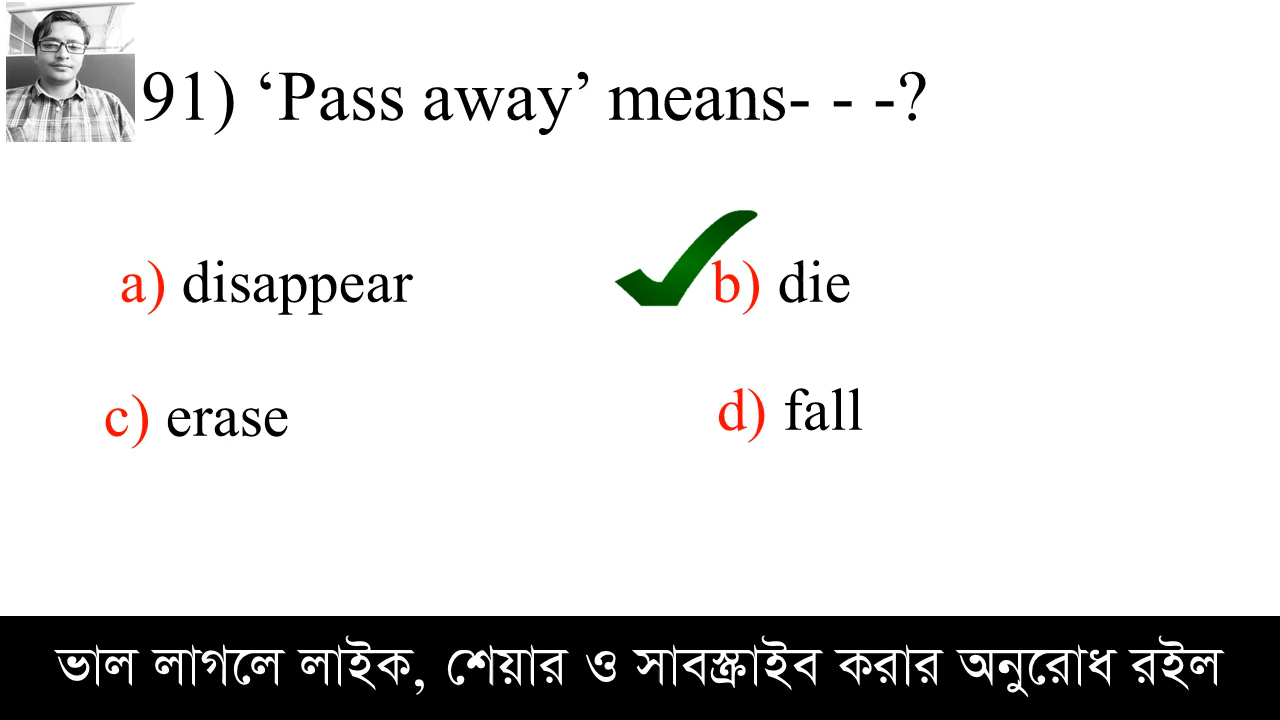 91) ‘Pass away’ means- - -?
a) disappear
b) die
c) erase
d) fall
ভাল লাগলে লাইক, শেয়ার ও সাবস্ক্রাইব করার অনুরোধ রইল